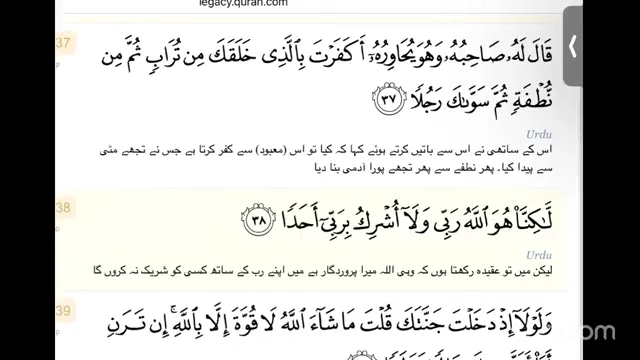 legacy.quran.com
37
قَالَ لَهُۥ صَاحِبُهُۥ وَهُوَ يُحَاوِرُهُۥٓ أَكَفَرْتَ بِٱلَّذِى خَلَقَكَ مِن تُرَابٍ ثُمَّ مِن
نُّطْفَةٍ ثُمَّ سَوَّىٰكَ رَجُلًا ٣٧
Urdu
اس کے ساتھی نے اس سے باتیں کرتے ہوئے کہا کہ کیا تو اس (معبود) سے کفر کرتا ہے جس نے تجھے مٹی
سے پیدا کیا۔ پھر نطفے سے پھر تجھے پورا آدمی بنا دیا
38
لَّـٰكِنَّا۠ هُوَ ٱللَّهُ رَبِّى وَلَآ أُشْرِكُ بِرَبِّىٓ أَحَدًا ٣٨
Urdu
لیکن میں تو عقیده رکھتا ہوں کہ وہی اللہ میرا پروردگار ہے میں اپنے رب کے ساتھ کسی کو شریک نہ کروں گا
39
وَلَوْلَآ إِذْ دَخَلْتَ جَنَّتَكَ قُلْتَ مَا شَآءَ ٱللَّهُ لَا قُوَّةَ إِلَّا بِٱللَّهِ ۚ إِن تَرَنِ